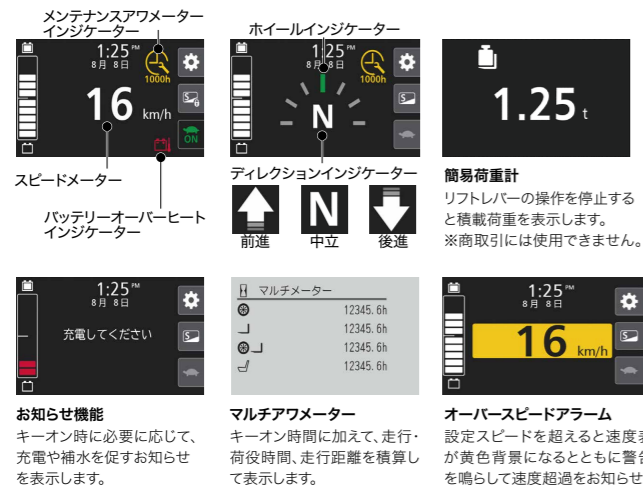 メンテナンスアワメーター
インジケーター
1:25 PM
8月 8日
1000h
16 km/h
ON
スピードメーター
バッテリーオーバーヒート
インジケーター
ホイールインジケーター
1:25 PM
8月 8日
1000h
N
S
ディレクションインジケーター
N
前進
中立
後進
1.25 t
簡易荷重計
リフトレバーの操作を停止する
と積載荷重を表示します。
※商取引には使用できません。
1:25 PM
8月 8日
充電してください
S
お知らせ機能
キーオン時に必要に応じて、
充電や補水を促すお知らせ
を表示します。
マルチメーター
12345.6h
12345.6h
12345.6h
12345.6h
マルチアワメーター
キーオン時間に加えて、走行・
荷役時間、走行距離を積算し
て表示します。
1:25 PM
8月 8日
16 km/h
S
オーバースピードアラーム
設定スピードを超えると速度表
が黄色背景になるとともに警告
を鳴らして速度超過をお知らせ